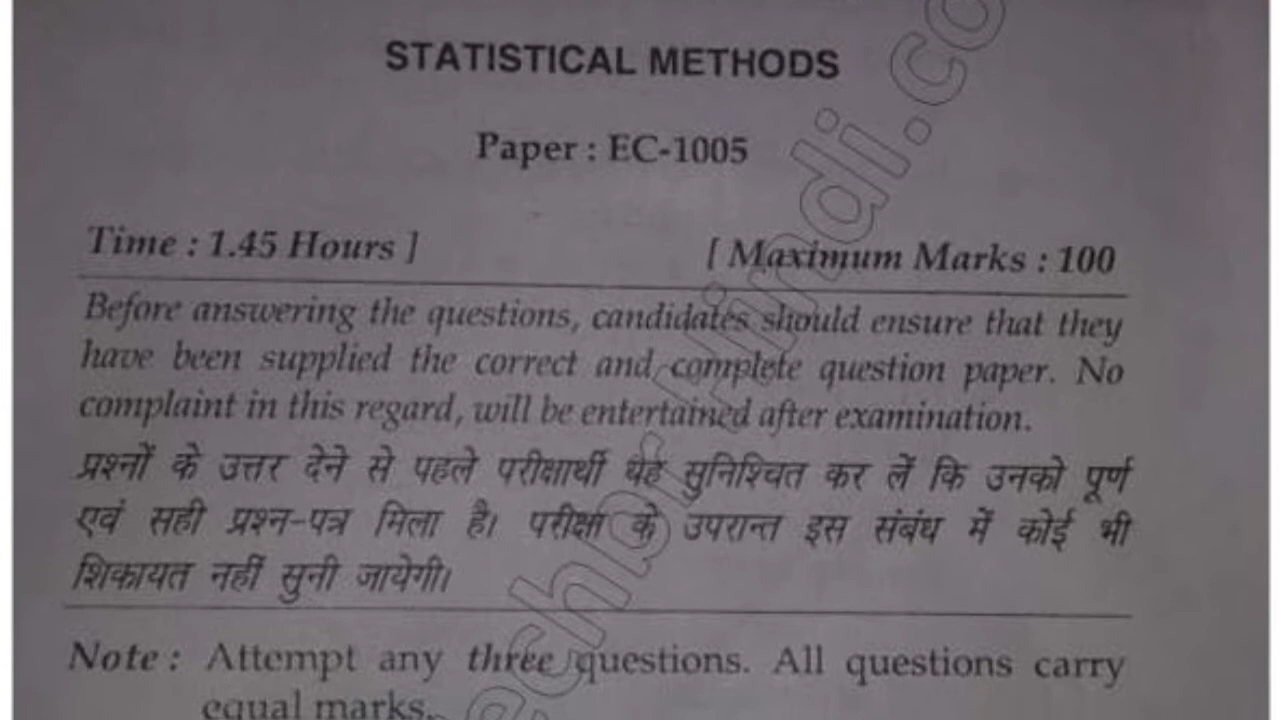 STATISTICAL METHODS
Paper : EC-1005
Time : 1.45 Hours ]
[ Maximum Marks : 100
Before answering the questions, candidates should ensure that they
have been supplied the correct and complete question paper. No
complaint in this regard, will be entertained after examination.
प्रश्नों के उत्तर देने से पहले परीक्षार्थी यह सुनिश्चित कर लें कि उनको पूर्ण
एवं सही प्रश्न-पत्र मिला है। परीक्षा के उपरान्त इस संबंध में कोई भी
शिकायत नहीं सुनी जायेगी।
Note : Attempt any three questions. All questions carry
equal marks.